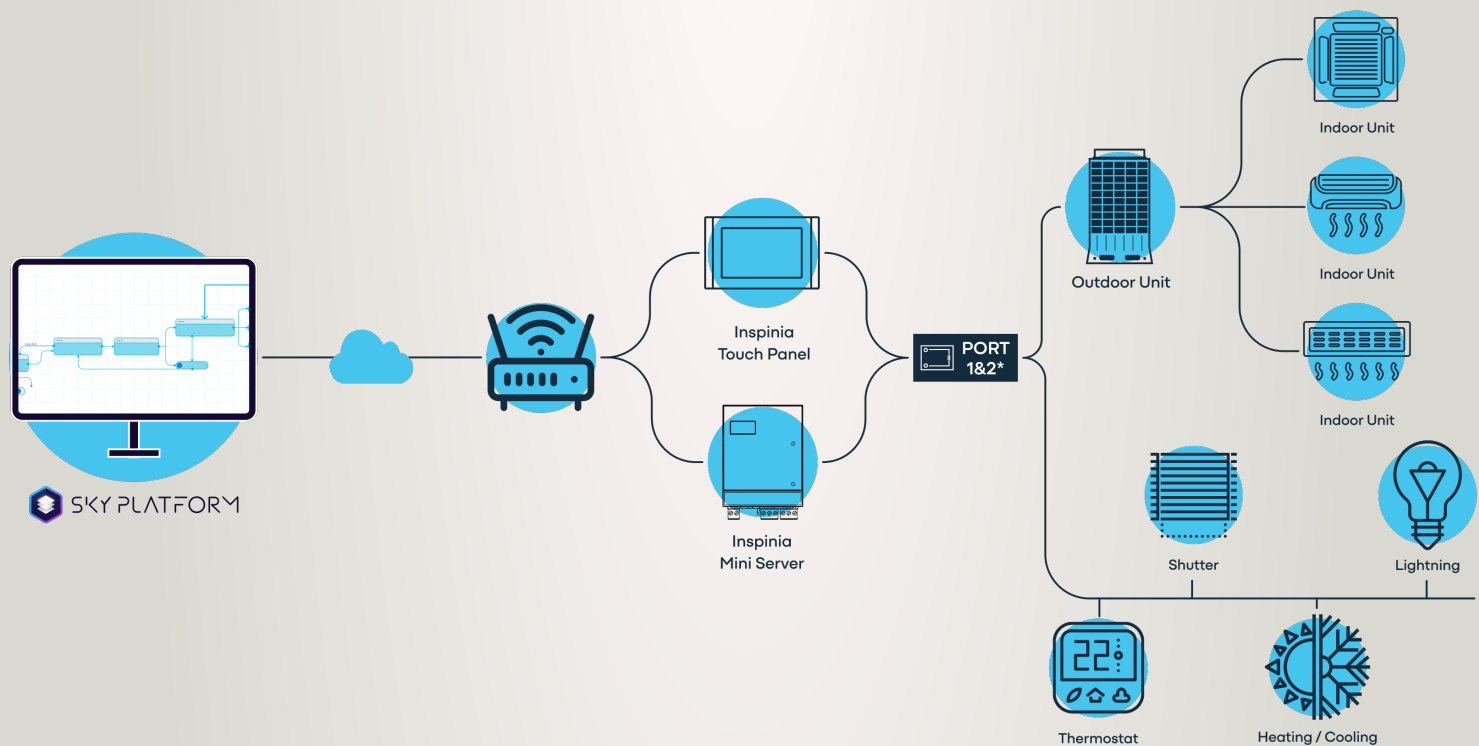 SKY PLATFORM
Inspinia
Touch Panel
Inspinia
Mini Server
PORT
1&2*
Outdoor Unit
Indoor Unit
Indoor Unit
Indoor Unit
Shutter
Lightning
22
Thermostat
Heating / Cooling